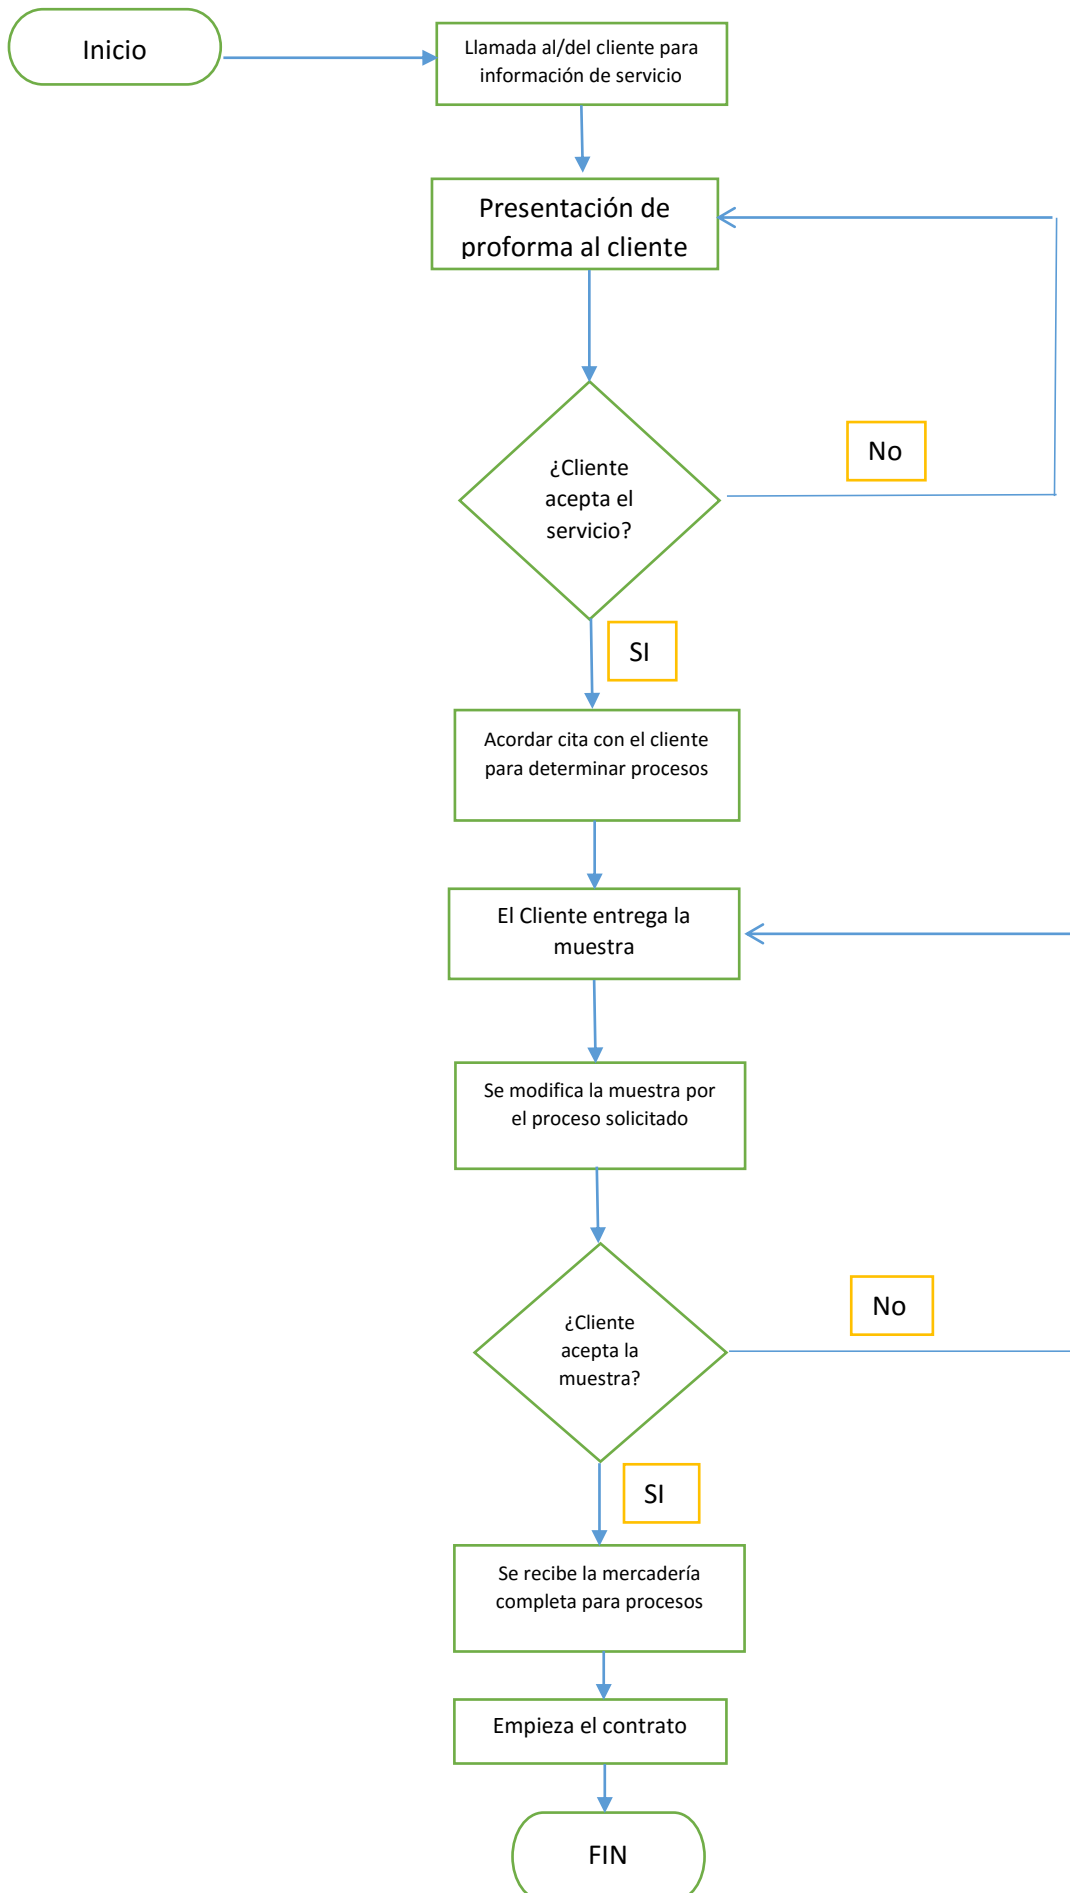 Inicio
Llamada al/del cliente para
información de servicio
Presentación de
proforma al cliente
¿Cliente
acepta el
servicio?
No
SI
Acordar cita con el cliente
para determinar procesos
El Cliente entrega la
muestra
Se modifica la muestra por
el proceso solicitado
¿Cliente
acepta la
muestra?
No
SI
Se recibe la mercadería
completa para procesos
Empieza el contrato
FIN